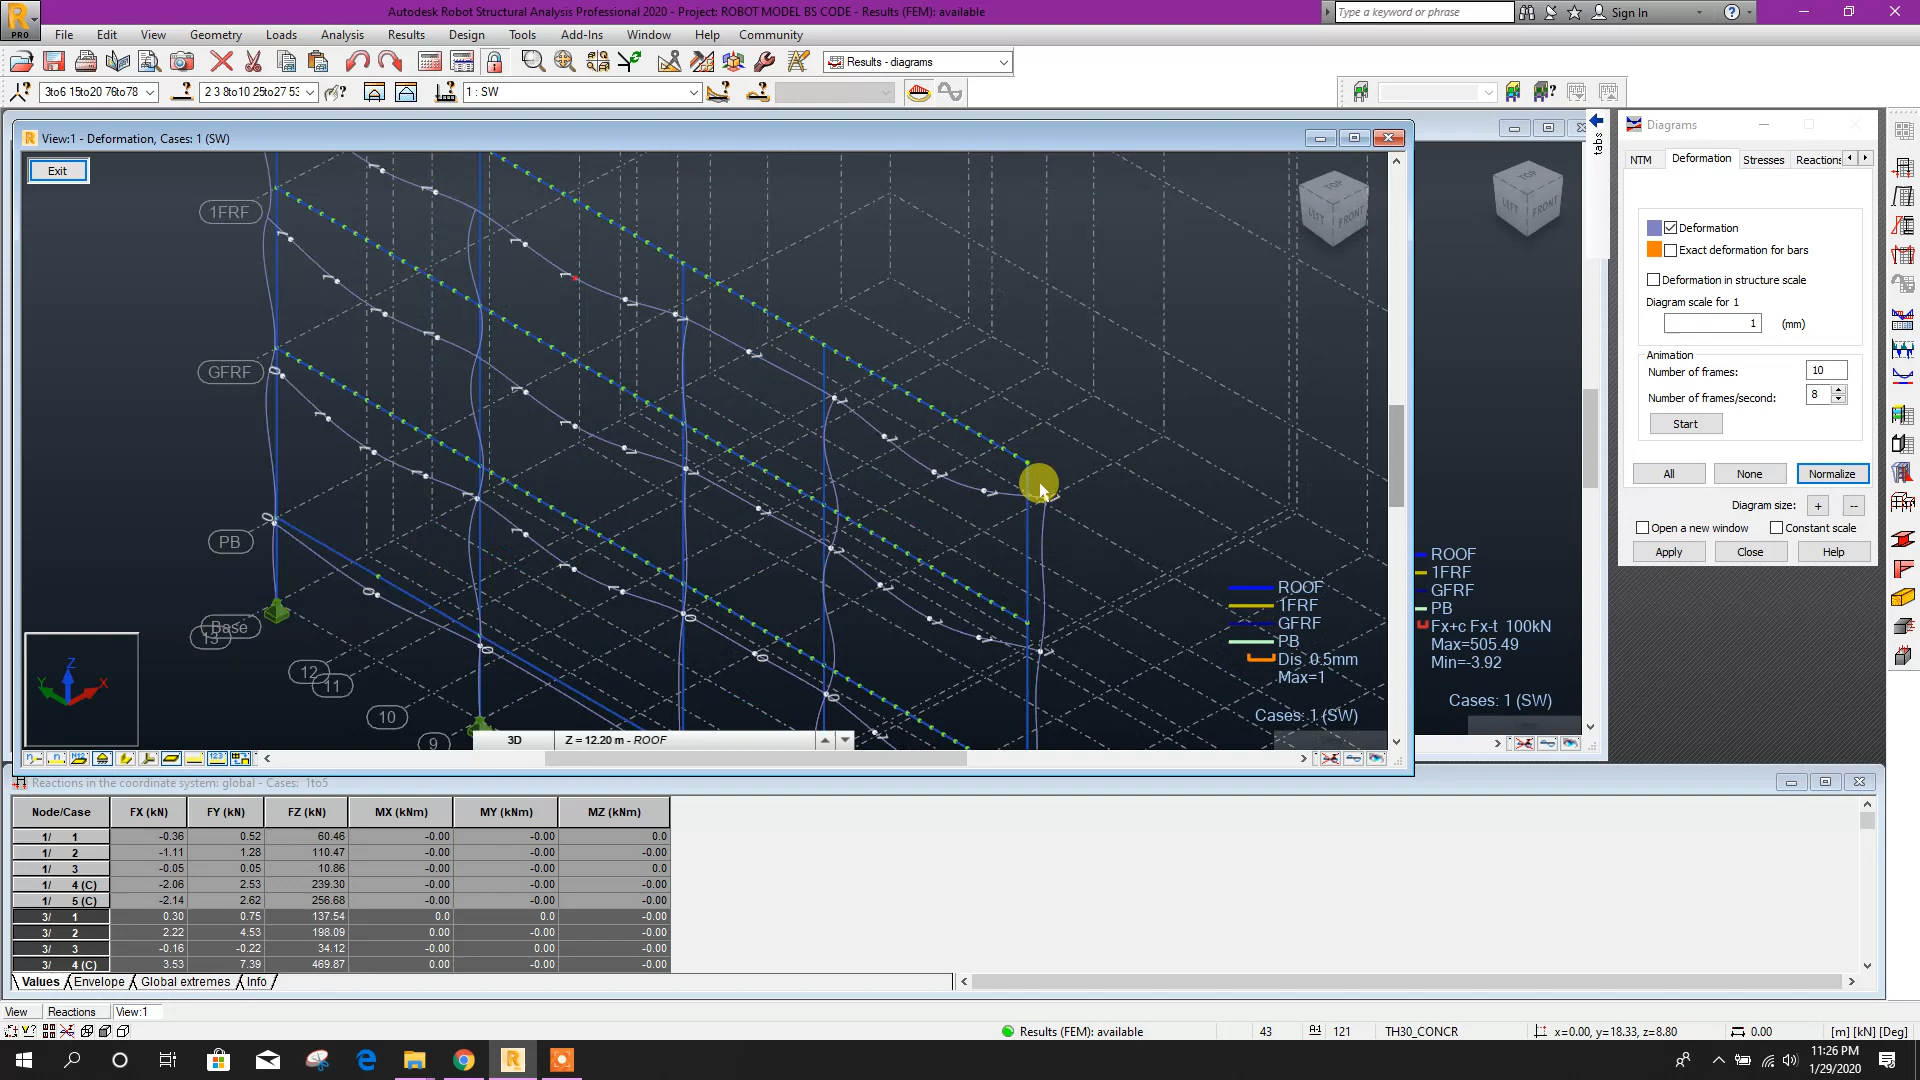 Autodesk Robot Structural Analysis Professional 2020 - Project: ROBOT MODEL BS CODE - Results (FEM): available
Type a keyword or phrase
Sign In
PRO
File Edit View Geometry Loads Analysis Results Design Tools Add-Ins Window Help Community
Results - diagrams
3to6 15to20 76to78
2 3 8to10 25to27 53
1 : SW
View:1 - Deformation, Cases: 1 (SW)
Exit
1FRF
GFRF
PB
Base
13
12
11
10
9
TOP
LEFT
FRONT
TOP
LEFT
FRONT
Z
Y
X
3D
Z = 12.20 m - ROOF
ROOF
1FRF
GFRF
PB
Dis 0.5mm
Max=1
Cases: 1 (SW)
ROOF
1FRF
GFRF
PB
Fx+c Fx-t 100kN
Max=505.49
Min=-3.92
Cases: 1 (SW)
tabs
Diagrams
NTM Deformation Stresses Reactions
Deformation
Exact deformation for bars
Deformation in structure scale
Diagram scale for 1
1 (mm)
Animation
Number of frames: 10
Number of frames/second: 8
Start
All None Normalize
Diagram size: + --
Open a new window Constant scale
Apply Close Help
Reactions in the coordinate system: global - Cases: 1to5
Node/Case FX (kN) FY (kN) FZ (kN) MX (kNm) MY (kNm) MZ (kNm)
1/ 1 -0.36 0.52 60.46 -0.00 -0.00 0.0
1/ 2 -1.11 1.28 110.47 -0.00 -0.00 -0.00
1/ 3 -0.05 0.05 10.86 -0.00 -0.00 0.0
1/ 4 (C) -2.06 2.53 239.30 -0.00 -0.00 -0.00
1/ 5 (C) -2.14 2.62 256.68 -0.00 -0.00 -0.00
3/ 1 0.30 0.75 137.54 0.0 0.0 -0.00
3/ 2 2.22 4.53 198.09 0.00 -0.00 -0.00
3/ 3 -0.16 -0.22 34.12 -0.00 0.00 -0.00
3/ 4 (C) 3.53 7.39 469.87 0.00 -0.00 -0.00
Values Envelope Global extremes Info
View Reactions View:1
Results (FEM): available 43 121 TH30_CONCR x=0.00, y=18.33, z=8.80 0.00 [m] [kN] [Deg]
11:26 PM
1/29/2020